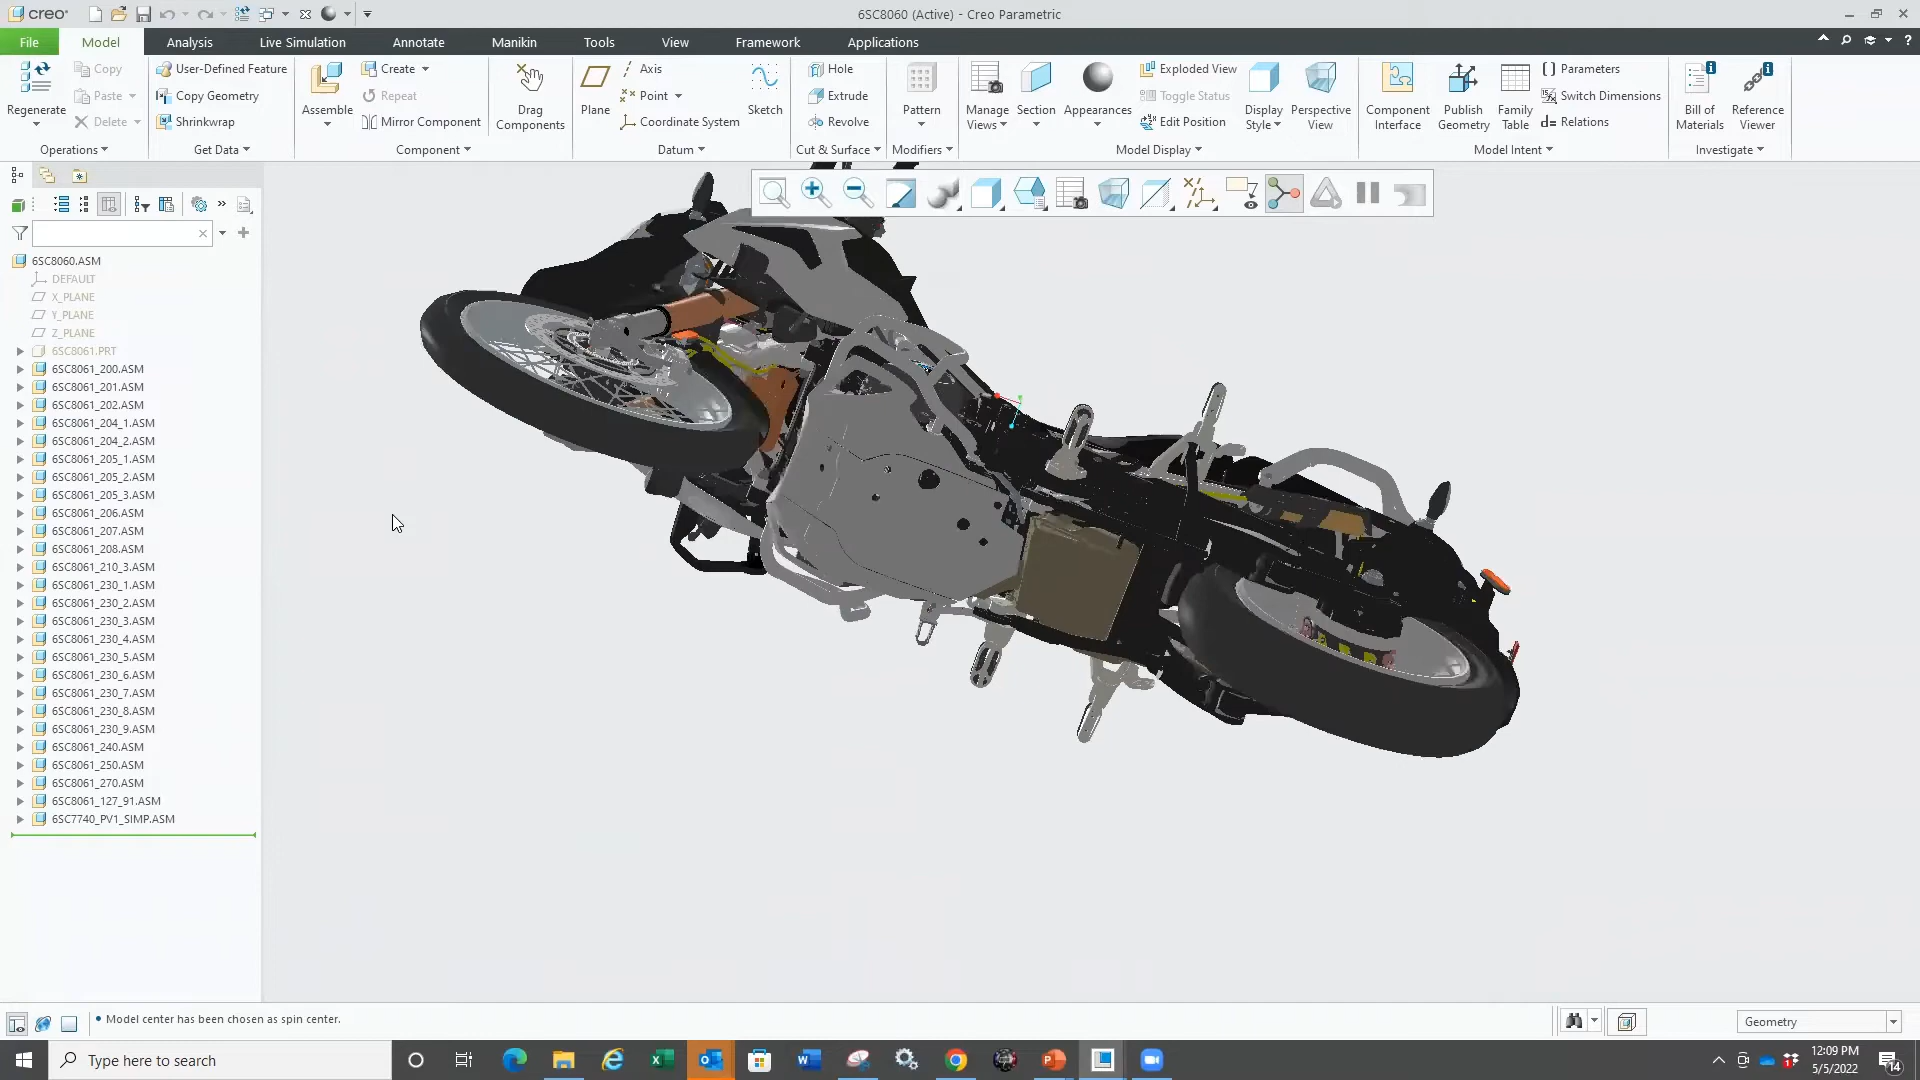 creo
6SC8060 (Active) - Creo Parametric
File
Model
Analysis
Live Simulation
Annotate
Manikin
Tools
View
Framework
Applications
Regenerate
Copy
Paste
Delete
Operations
User-Defined Feature
Copy Geometry
Shrinkwrap
Get Data
Assemble
Create
Repeat
Mirror Component
Component
Drag
Components
Plane
Axis
Point
Coordinate System
Sketch
Datum
Hole
Extrude
Revolve
Cut & Surface
Pattern
Modifiers
Manage
Views
Section
Appearances
Exploded View
Toggle Status
Edit Position
Display
Style
Perspective
View
Model Display
Component
Interface
Publish
Geometry
Family
Table
Parameters
Switch Dimensions
Relations
Model Intent
Bill of
Materials
Reference
Viewer
Investigate
6SC8060.ASM
DEFAULT
X_PLANE
Y_PLANE
Z_PLANE
6SC8061.PRT
6SC8061_200.ASM
6SC8061_201.ASM
6SC8061_202.ASM
6SC8061_204_1.ASM
6SC8061_204_2.ASM
6SC8061_205_1.ASM
6SC8061_205_2.ASM
6SC8061_205_3.ASM
6SC8061_206.ASM
6SC8061_207.ASM
6SC8061_208.ASM
6SC8061_210_3.ASM
6SC8061_230_1.ASM
6SC8061_230_2.ASM
6SC8061_230_3.ASM
6SC8061_230_4.ASM
6SC8061_230_5.ASM
6SC8061_230_6.ASM
6SC8061_230_7.ASM
6SC8061_230_8.ASM
6SC8061_230_9.ASM
6SC8061_240.ASM
6SC8061_250.ASM
6SC8061_270.ASM
6SC8061_127_91.ASM
6SC7740_PV1_SIMP.ASM
• Model center has been chosen as spin center.
Geometry
Type here to search
12:09 PM
5/5/2022
14